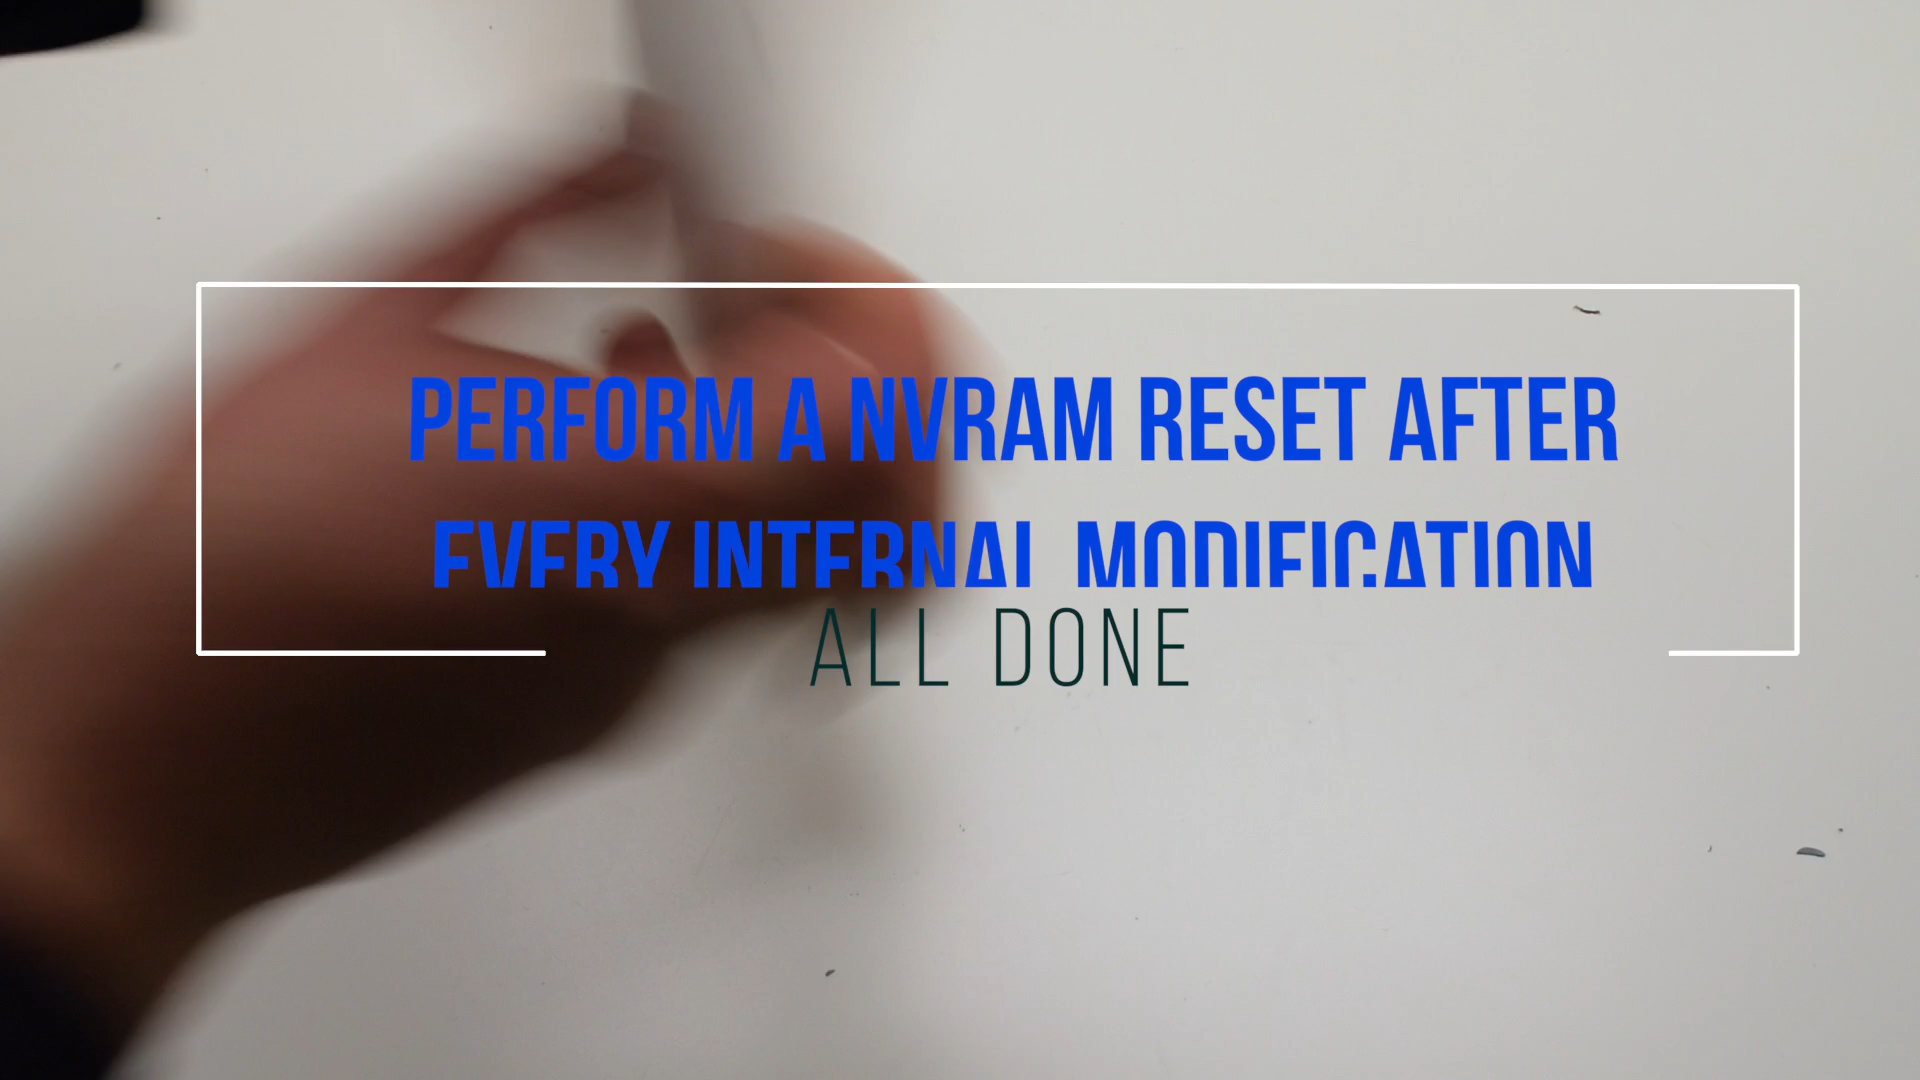 PERFORM A NVRAM RESET AFTER
EVERY INTERNAL MODIFICATION
ALL DONE